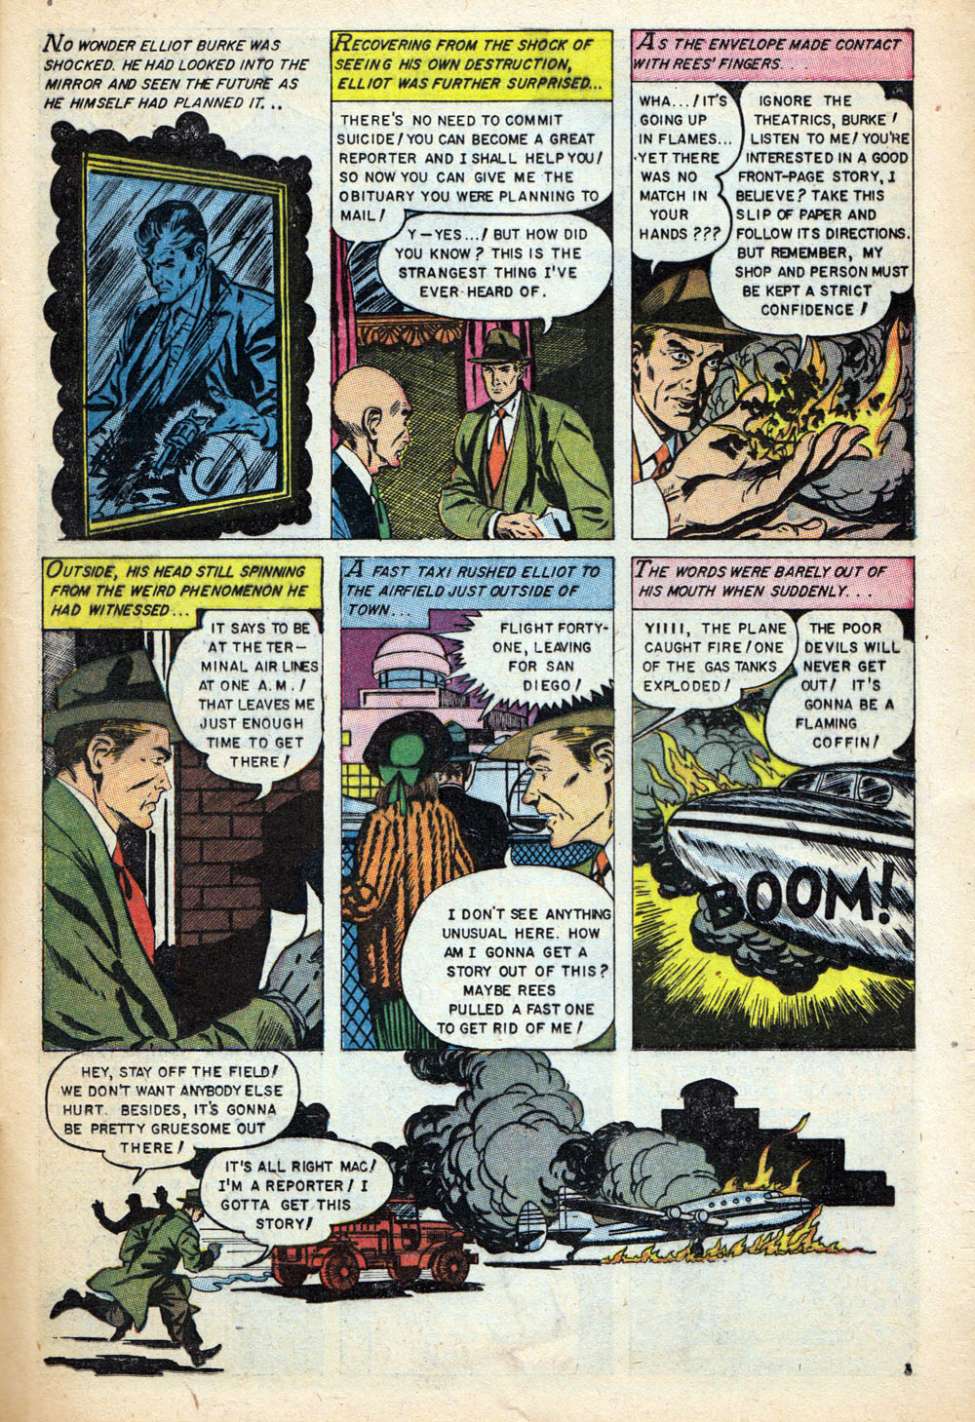 NO WONDER ELLIOT BURKE WAS
SHOCKED. HE HAD LOOKED INTO THE
MIRROR AND SEEN THE FUTURE AS
HE HIMSELF HAD PLANNED IT...
RECOVERING FROM THE SHOCK OF
SEEING HIS OWN DESTRUCTION,
ELLIOT WAS FURTHER SURPRISED...
THERE'S NO NEED TO COMMIT
SUICIDE! YOU CAN BECOME A GREAT
REPORTER AND I SHALL HELP YOU!
SO NOW YOU CAN GIVE ME THE
OBITUARY YOU WERE PLANNING TO
MAIL!
Y-YES...! BUT HOW DID
YOU KNOW? THIS IS THE
STRANGEST THING I'VE
EVER HEARD OF.
AS THE ENVELOPE MADE CONTACT
WITH REES' FINGERS...
WHA...! IT'S
GOING UP
IN FLAMES...
YET THERE
WAS NO
MATCH IN
YOUR
HANDS???
IGNORE THE
THEATRICS, BURKE!
LISTEN TO ME! YOU'RE
INTERESTED IN A GOOD
FRONT-PAGE STORY, I
BELIEVE? TAKE THIS
SLIP OF PAPER AND
FOLLOW ITS DIRECTIONS.
BUT REMEMBER, MY
SHOP AND PERSON MUST
BE KEPT A STRICT
CONFIDENCE!
OUTSIDE, HIS HEAD STILL SPINNING
FROM THE WEIRD PHENOMENON HE
HAD WITNESSED...
IT SAYS TO BE
AT THE TER-
MINAL AIR LINES
AT ONE A.M.!
THAT LEAVES ME
JUST ENOUGH
TIME TO GET
THERE!
A FAST TAXI RUSHED ELLIOT TO
THE AIRFIELD JUST OUTSIDE OF
TOWN...
FLIGHT FORTY-
ONE, LEAVING
FOR SAN
DIEGO!
I DON'T SEE ANYTHING
UNUSUAL HERE. HOW
AM I GONNA GET A
STORY OUT OF THIS?
MAYBE REES
PULLED A FAST ONE
TO GET RID OF ME!
THE WORDS WERE BARELY OUT OF
HIS MOUTH WHEN SUDDENLY...
YIIII, THE PLANE
CAUGHT FIRE! ONE
OF THE GAS TANKS
EXPLODED!
THE POOR
DEVILS WILL
NEVER GET
OUT! IT'S
GONNA BE A
FLAMING
COFFIN!
BOOM!
HEY, STAY OFF THE FIELD!
WE DON'T WANT ANYBODY ELSE
HURT. BESIDES, IT'S GONNA
BE PRETTY GRUESOME OUT
THERE!
IT'S ALL RIGHT MAC!
I'M A REPORTER! I
GOTTA GET THIS
STORY!
3